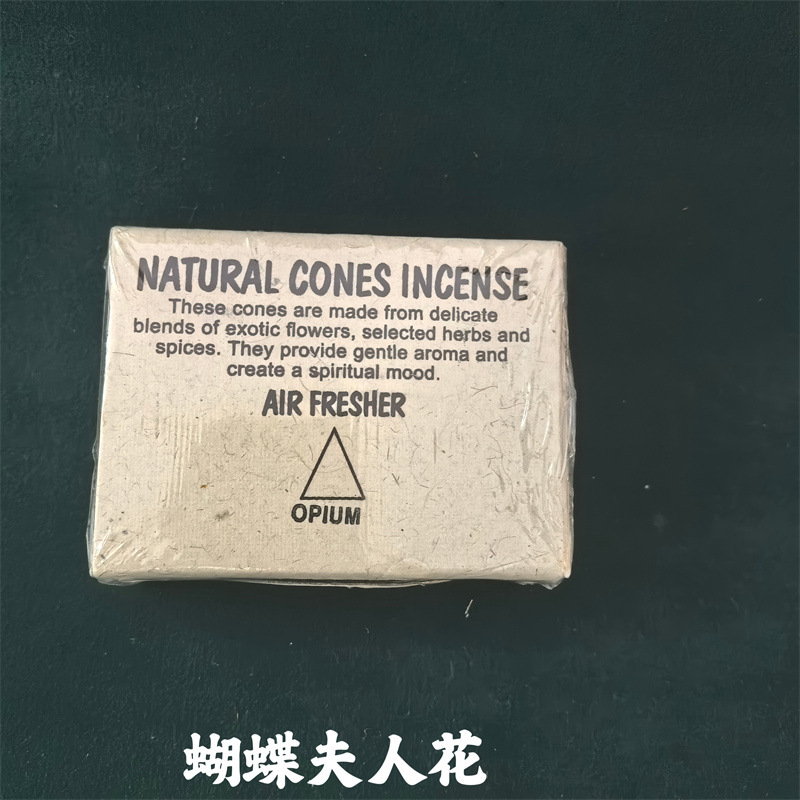 NATURAL CONES INCENSE
These cones are made from delicate
blends of exotic flowers, selected herbs and
spices. They provide gentle aroma and
create a spiritual mood.
AIR FRESHER
OPIUM
蝴蝶夫人花